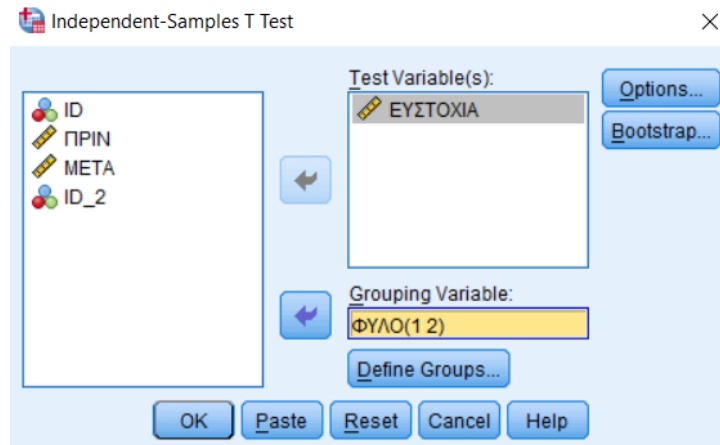 Independent-Samples T Test
ID
ΠΡΙΝ
ΜΕΤΑ
ID_2
Test Variable(s):
ΕΥΣΤΟΧΙΑ
Grouping Variable:
ΦΥΛΟ(1 2)
Define Groups...
Options...
Bootstrap...
OK
Paste
Reset
Cancel
Help